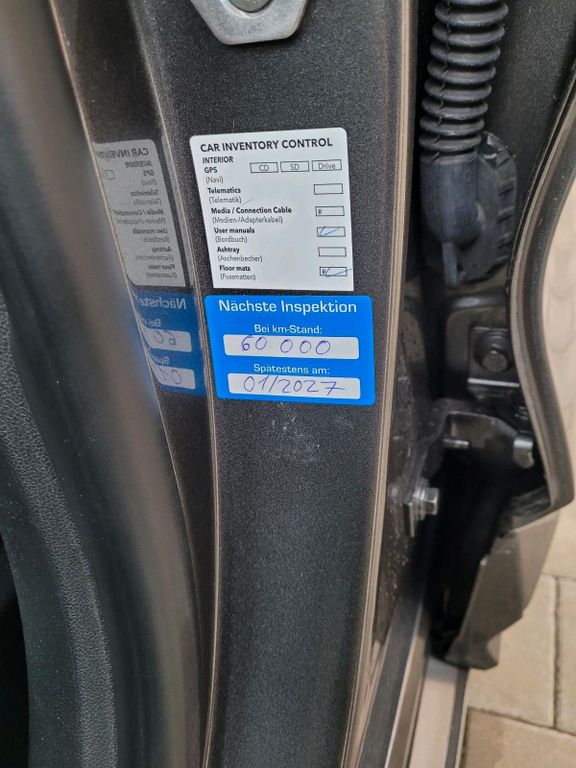 CAR INVENTORY CONTROL
INTERIOR
GPS CD SD Drive
(Navi)
Telematics
(Telematik)
Media / Connection Cable #
(Medien-/Adapterkabel)
User manuals
(Bordbuch)
Ashtray
(Aschenbecher)
Floor mats #
(Fussmatten)
Nächste Inspektion
Bei km-Stand:
60 000
Spätestens am:
01/2027